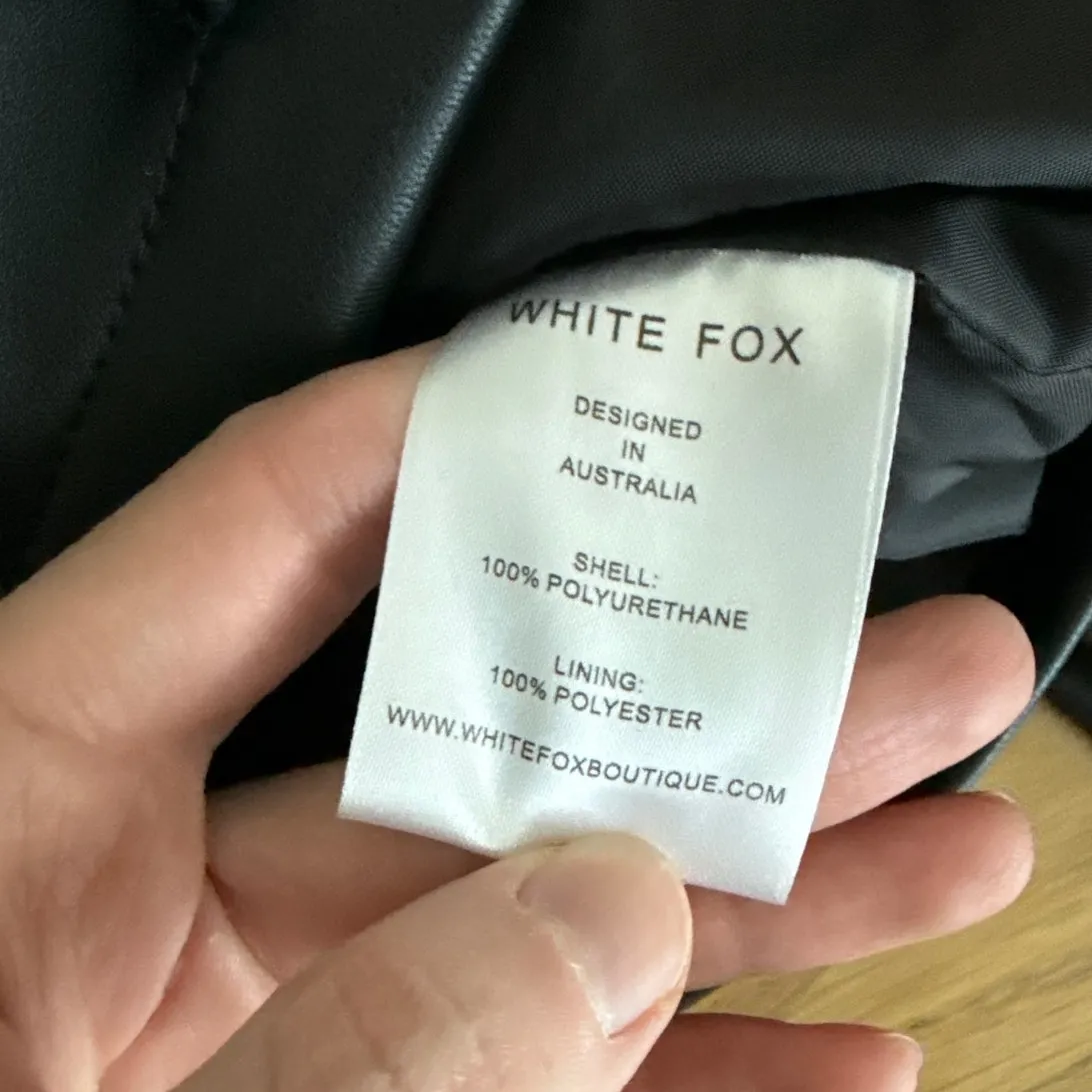 WHITE FOX
DESIGNED
IN
AUSTRALIA
SHELL:
100% POLYURETHANE
LINING:
100% POLYESTER
WWW.WHITEFOXBOUTIQUE.COM